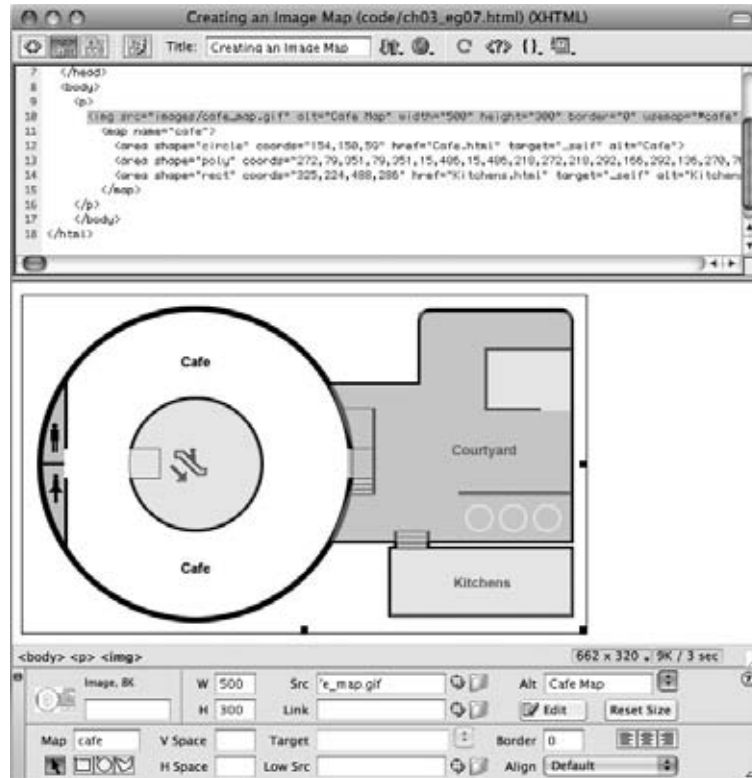 Creating an Image Map (code/ch03_eg07.html) (XHTML)
Title: Creating an Image Map
7 </head>
8 <body>
9 <p>
10 <img src="images/cafe_map.gif" alt="Cafe Map" width="500" height="300" border="0" usemap="#cafe"
11 <map name="cafe">
12 <area shape="circle" coords="154,150,59" href="Cafe.html" target="_self" alt="Cafe">
13 <area shape="poly" coords="272,79,351,79,351,15,486,15,486,218,272,218,292,166,292,136,270,7
14 <area shape="rect" coords="325,224,488,286" href="Kitchens.html" target="_self" alt="Kitchens
15 </map>
16 </p>
17 </body>
18 </html>
Cafe
Courtyard
Cafe
Kitchens
<body> <p> <img>
662 x 320 9K / 3 sec
Image, 8K
W 500
Src 'e_map.gif
Alt Cafe Map
H 300
Link
Edit
Reset Size
Map cafe
V Space
Target
Border 0
H Space
Low Src
Align Default